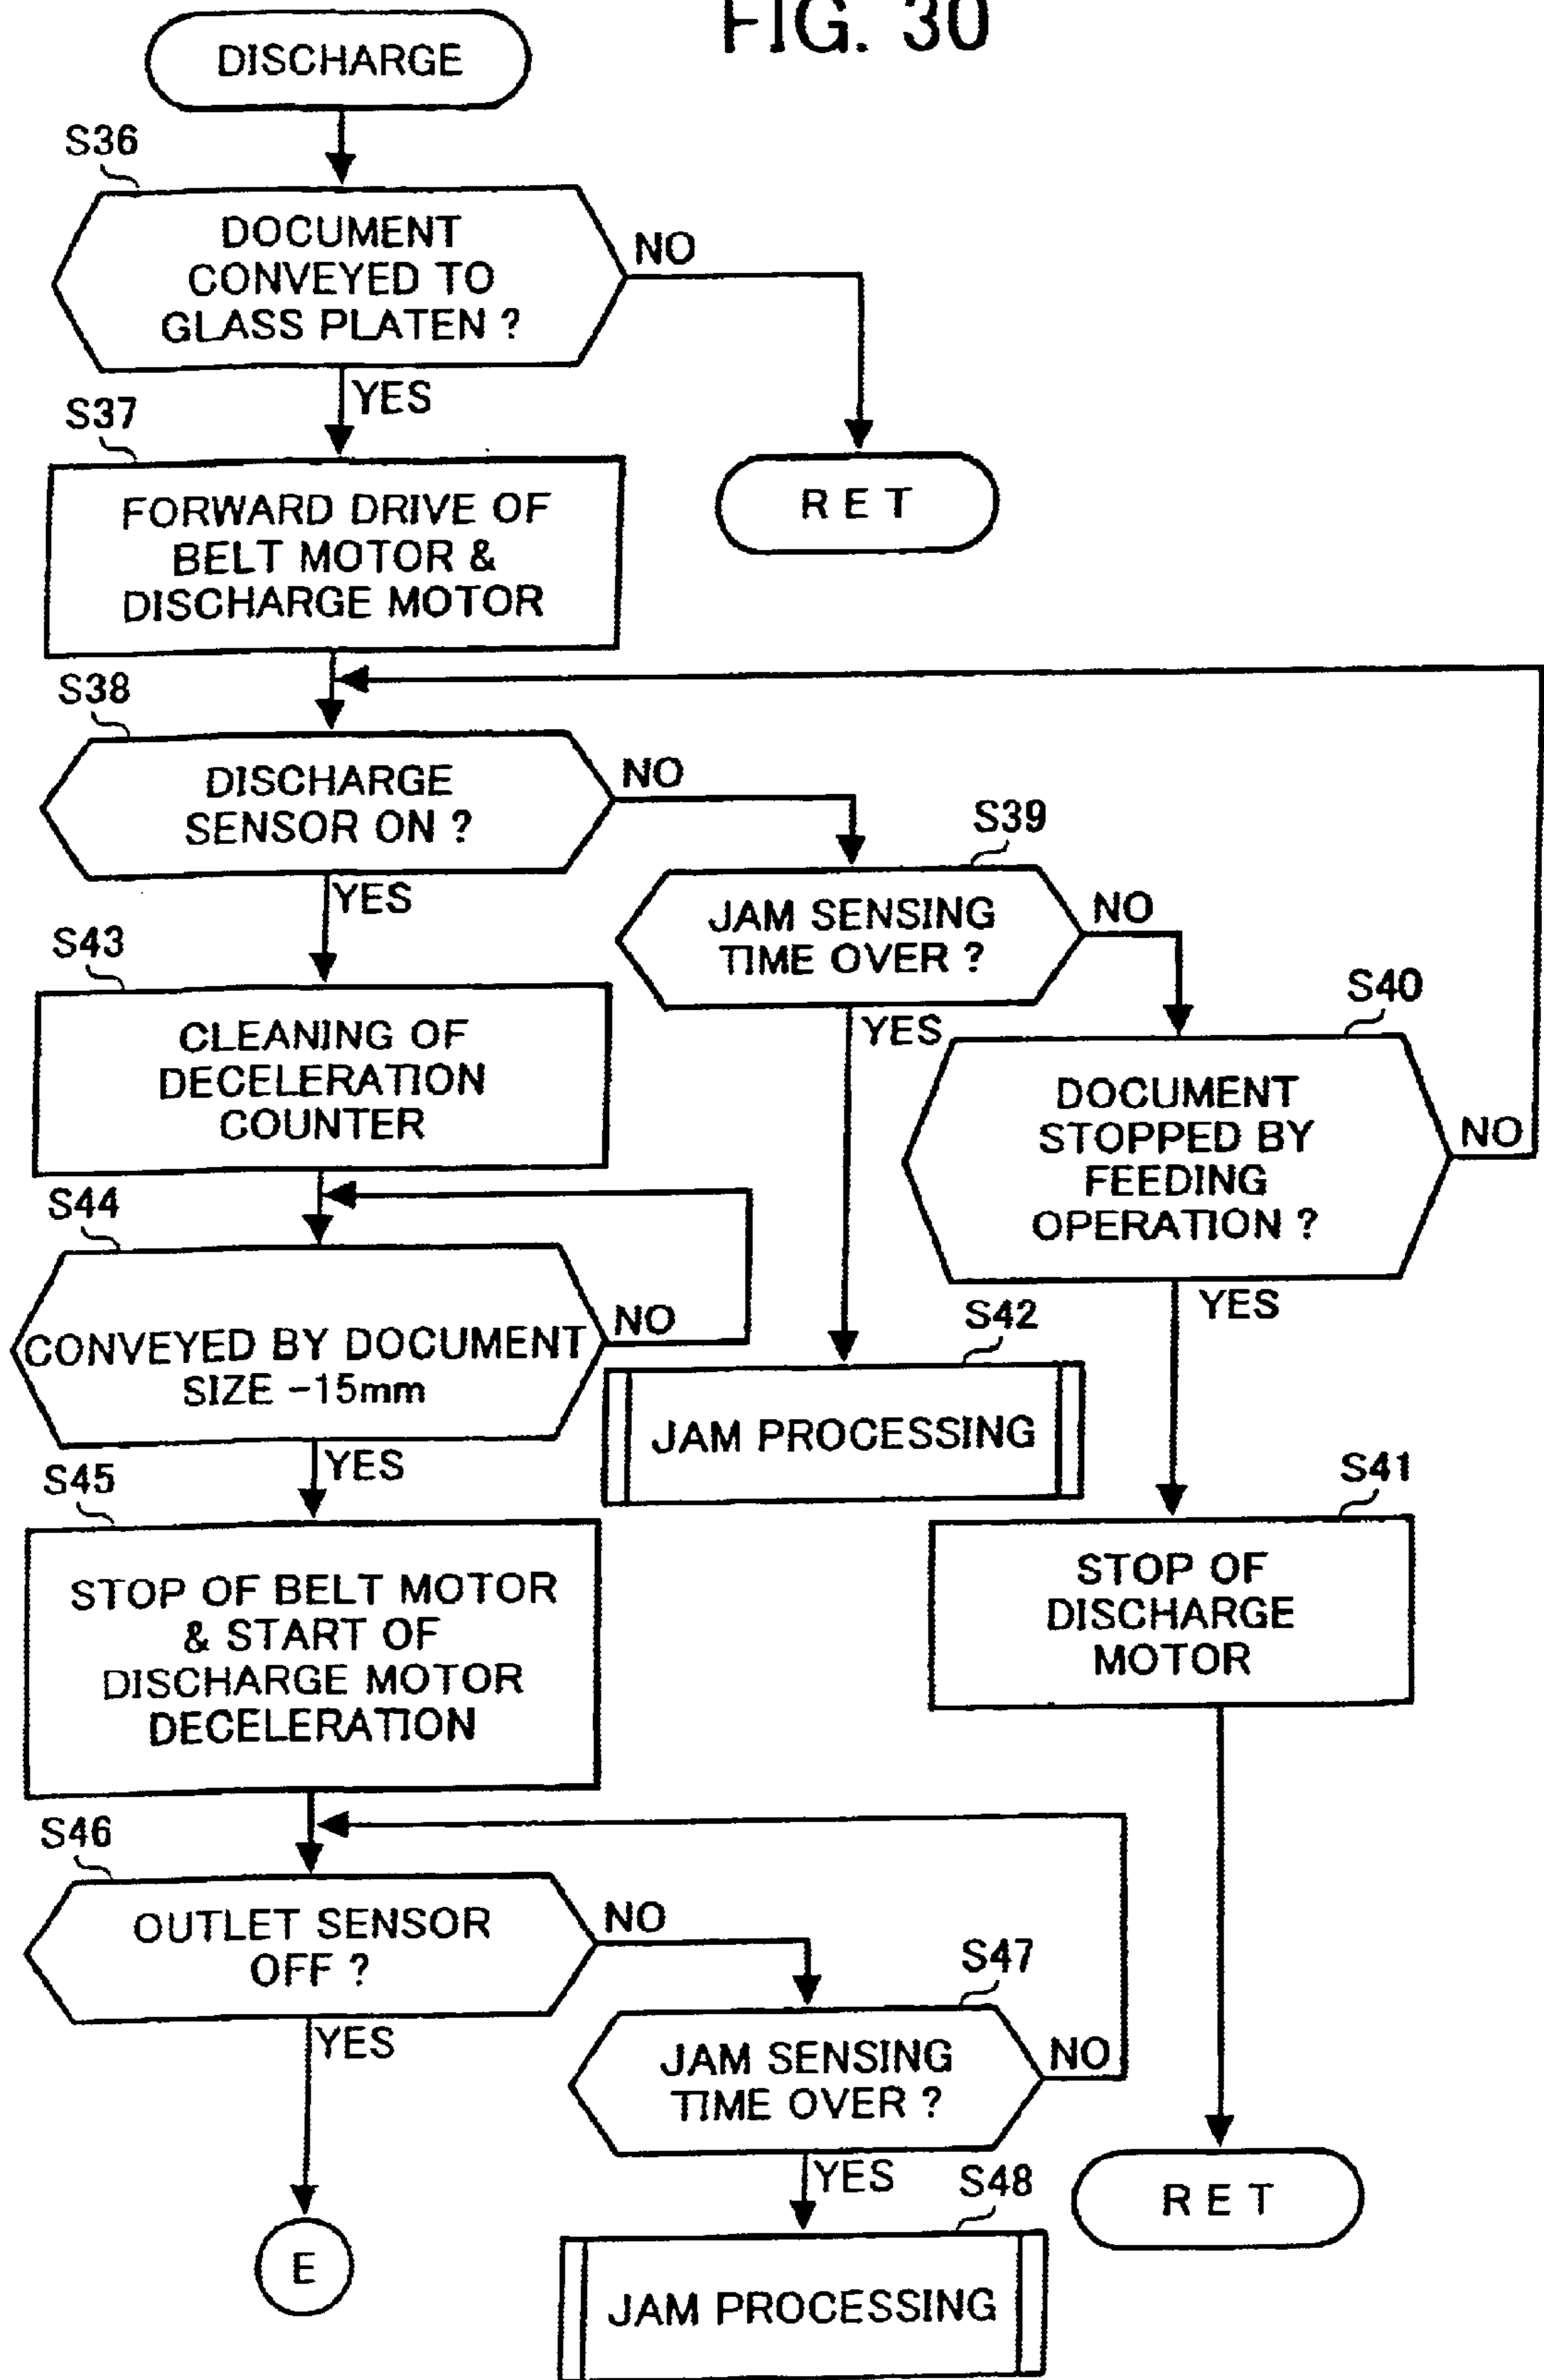 FIG. 30
DISCHARGE
S36
DOCUMENT
CONVEYED TO
GLASS PLATEN ?
NO
YES
RET
S37
FORWARD DRIVE OF
BELT MOTOR &
DISCHARGE MOTOR
S38
DISCHARGE
SENSOR ON ?
NO
YES
S39
JAM SENSING
TIME OVER ?
NO
YES
S40
DOCUMENT
STOPPED BY
FEEDING
OPERATION ?
NO
YES
S43
CLEANING OF
DECELERATION
COUNTER
S44
CONVEYED BY DOCUMENT
SIZE -15mm
NO
YES
S42
JAM PROCESSING
S41
STOP OF
DISCHARGE
MOTOR
S45
STOP OF BELT MOTOR
& START OF
DISCHARGE MOTOR
DECELERATION
S46
OUTLET SENSOR
OFF ?
NO
YES
S47
JAM SENSING
TIME OVER ?
NO
YES
RET
E
S48
JAM PROCESSING